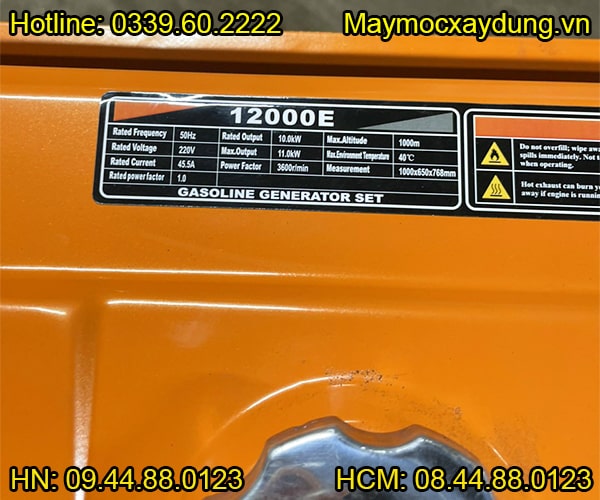 Hotline: 0339.60.2222 Maymocxaydung.vn
12000E
Rated Frequency 50Hz Rated Output 10.0kW Max.Altitude 1000m
Rated Voltage 220V Max.Output 11.0kW Max.Environment Temperature 40℃
Rated Current 45.5A Power Factor 3600r/min Measurement 1000x650x768mm
Rated power factor 1.0
GASOLINE GENERATOR SET
Do not overfill; wipe awa
spills immediately. Not t
when operating.
Hot exhaust can burn y
away if engine is runnin
HN: 09.44.88.0123 HCM: 08.44.88.0123